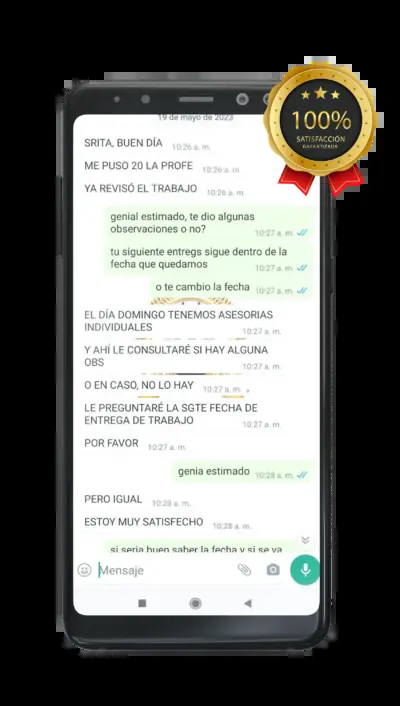 19 de mayo de 2023
100%
SATISFACCIÓN
GARANTIZADA
SRITA, BUEN DÍA 10:26 a. m.
ME PUSO 20 LA PROFE 10:26 a. m.
YA REVISÓ EL TRABAJO 10:26 a. m.
genial estimado, te dio algunas
observaciones o no? 10:27 a. m.
tu siguiente entregs sigue dentro de la
fecha que quedamos 10:27 a. m.
o te cambio la fecha 10:27 a. m.
EL DÍA DOMINGO TENEMOS ASESORIAS
INDIVIDUALES 10:27 a. m.
Y AHÍ LE CONSULTARÉ SI HAY ALGUNA
OBS 10:27 a. m.
O EN CASO, NO LO HAY 10:27 a. m.
LE PREGUNTARÉ LA SGTE FECHA DE
ENTREGA DE TRABAJO 10:27 a. m.
POR FAVOR 10:27 a. m.
genia estimado 10:28 a. m.
PERO IGUAL 10:28 a. m.
ESTOY MUY SATISFECHO 10:28 a. m.
si seria buen saber la fecha y si se va
Mensaje